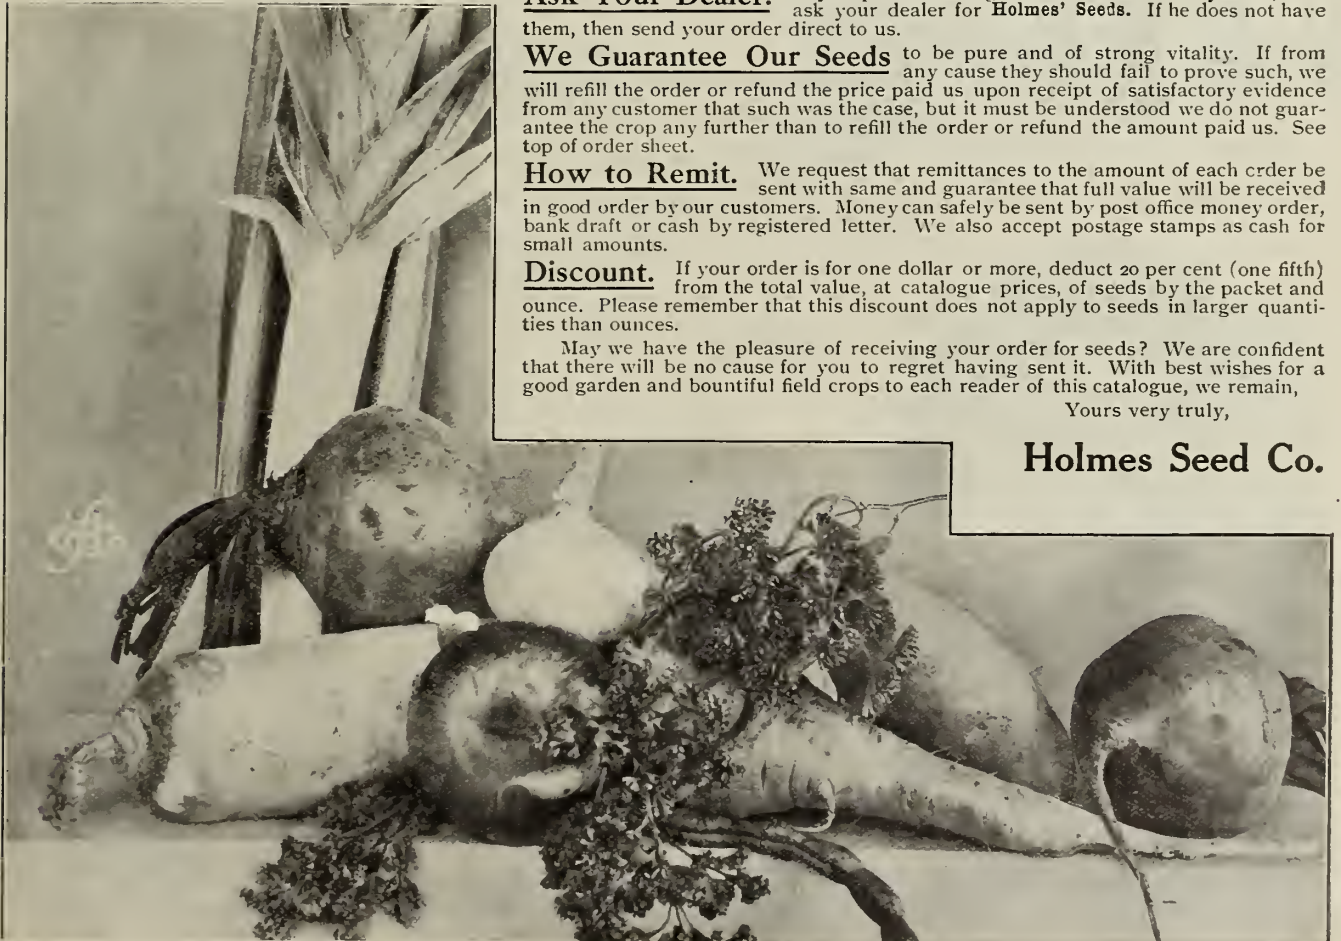 Ask Your Dealer.
ask your dealer for Holmes' Seeds. If he does not have
them, then send your order direct to us.
We Guarantee Our Seeds to be pure and of strong vitality. If from
any cause they should fail to prove such, we
will refill the order or refund the price paid us upon receipt of satisfactory evidence
from any customer that such was the case, but it must be understood we do not guar-
antee the crop any further than to refill the order or refund the amount paid us. See
top of order sheet.
How to Remit. We request that remittances to the amount of each crder be
sent with same and guarantee that full value will be received
in good order by our customers. Money can safely be sent by post office money order,
bank draft or cash by registered letter. We also accept postage stamps as cash for
small amounts.
Discount. If your order is for one dollar or more, deduct 20 per cent (one fifth)
from the total value, at catalogue prices, of seeds by the packet and
ounce. Please remember that this discount does not apply to seeds in larger quanti-
ties than ounces.
May we have the pleasure of receiving your order for seeds? We are confident
that there will be no cause for you to regret having sent it. With best wishes for a
good garden and bountiful field crops to each reader of this catalogue, we remain,
Yours very truly,
Holmes Seed Co.